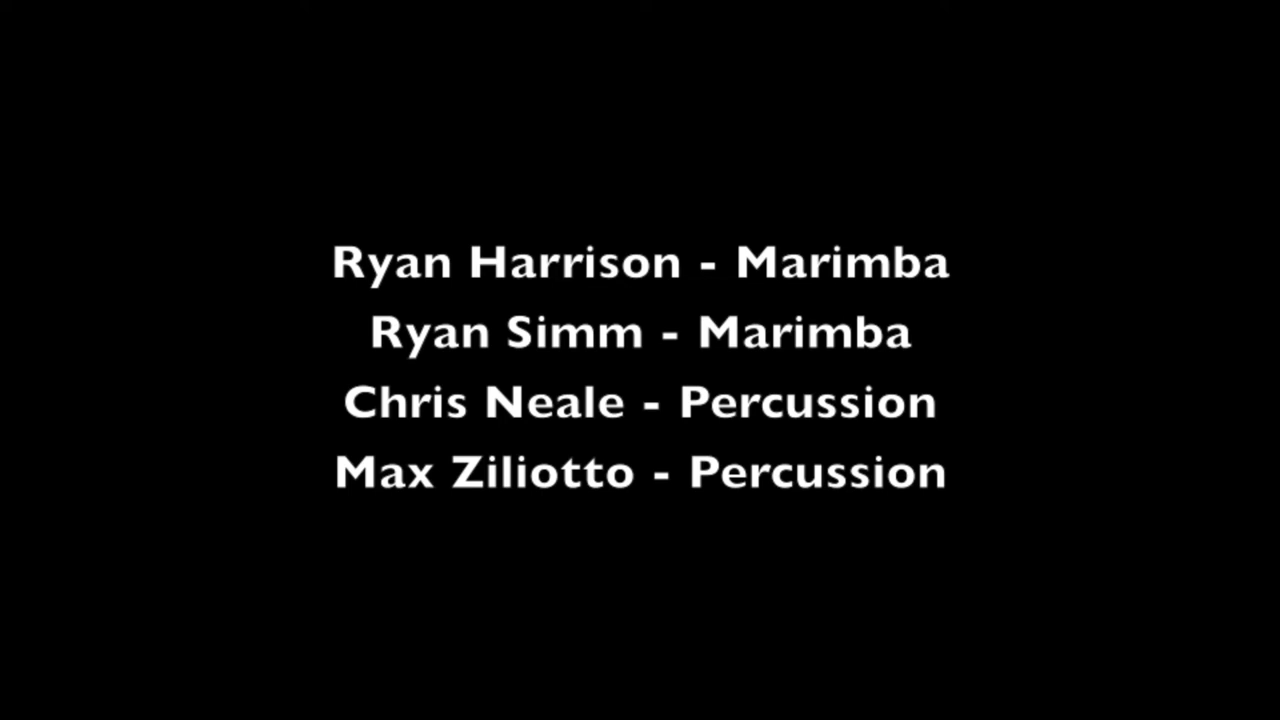 Ryan Harrison - Marimba
Ryan Simm - Marimba
Chris Neale - Percussion
Max Ziliotto - Percussion